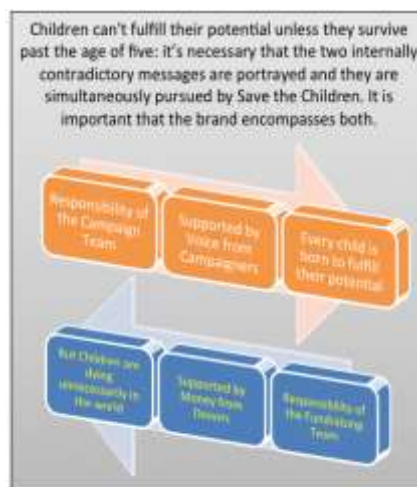 Children can't fulfill their potential unless they survive
past the age of five: it's necessary that the two internally
contradictory messages are portrayed and they are
simultaneously pursued by Save the Children. It is
important that the brand encompasses both.
Responsibility of
the Campaign
Team
Supported by
Voice from
Campaigners
Every child is
born to fulfill
their potential
But Children are
dying
unnecessarily in
the world
Supported by
Money from
Donors
Responsibility of
the Fundraising
Team